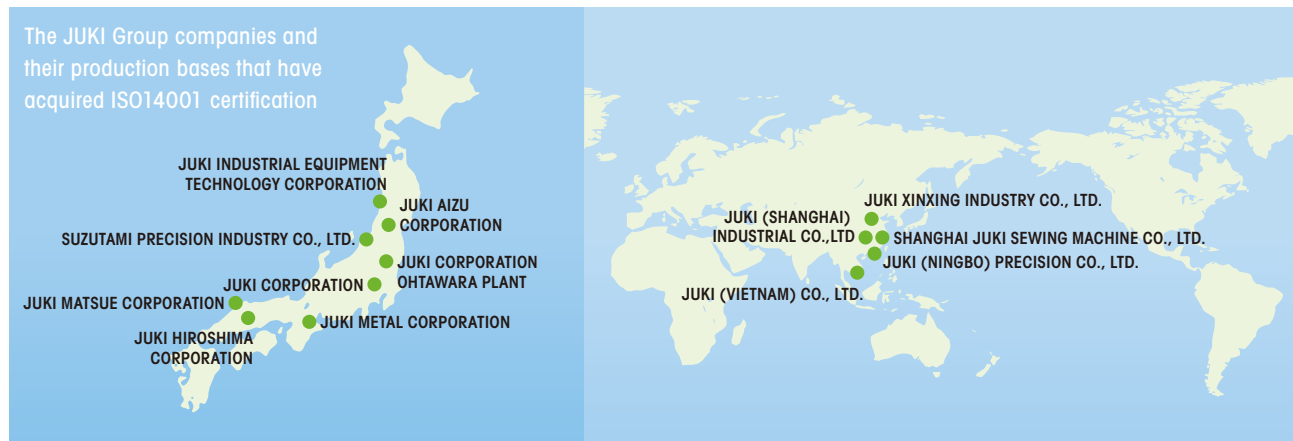 The JUKI Group companies and
their production bases that have
acquired ISO14001 certification
JUKI INDUSTRIAL EQUIPMENT
TECHNOLOGY CORPORATION
JUKI AIZU
CORPORATION
SUZUTAMI PRECISION INDUSTRY CO., LTD.
JUKI CORPORATION
OHTAWARA PLANT
JUKI CORPORATION
JUKI MATSUE CORPORATION
JUKI METAL CORPORATION
JUKI HIROSHIMA
CORPORATION
JUKI XINXING INDUSTRY CO., LTD.
JUKI (SHANGHAI)
INDUSTRIAL CO.,LTD
SHANGHAI JUKI SEWING MACHINE CO., LTD.
JUKI (NINGBO) PRECISION CO., LTD.
JUKI (VIETNAM) CO., LTD.